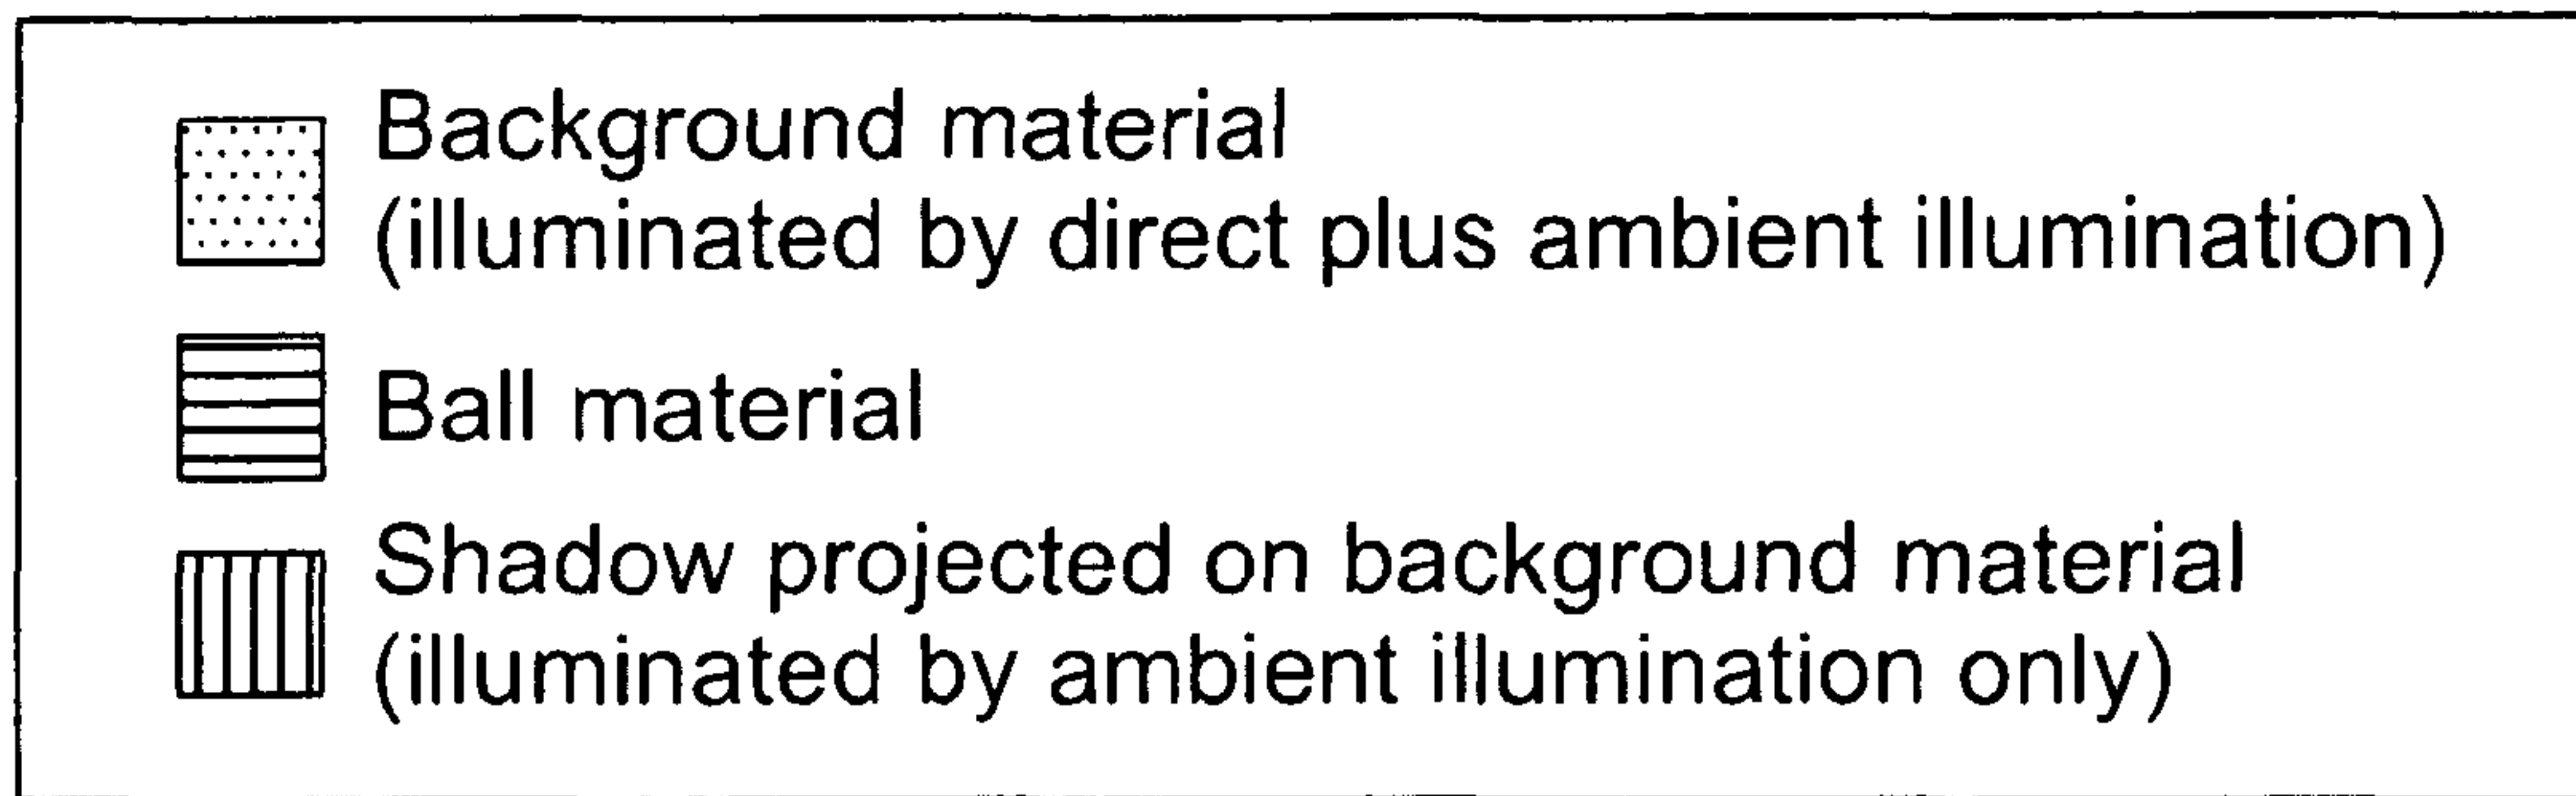 Background material
(illuminated by direct plus ambient illumination)
Ball material
Shadow projected on background material
(illuminated by ambient illumination only)